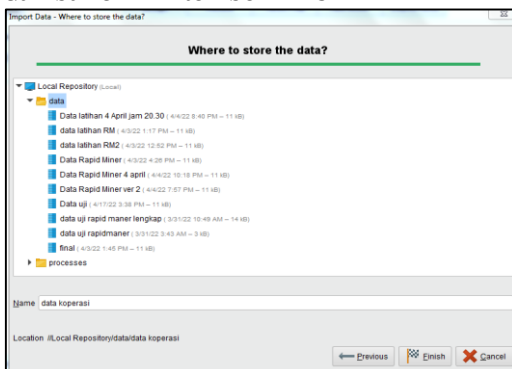 Import Data - Where to store the data?
Where to store the data?
Local Repository (Local)
data
Data latihan 4 April jam 20.30 (4/4/22 8:40 PM – 11 kB)
data latihan RM (4/3/22 1:17 PM – 11 kB)
data latihan RM2 (4/3/22 12:52 PM – 11 kB)
Data Rapid Miner (4/3/22 4:26 PM – 11 kB)
Data Rapid Miner 4 april (4/4/22 10:18 PM – 11 kB)
Data Rapid Miner ver 2 (4/4/22 7:57 PM – 11 kB)
Data uji (4/17/22 3:38 PM – 11 kB)
data uji rapid maner lengkap (3/31/22 10:49 AM – 14 kB)
data uji rapidmaner (3/31/22 3:43 AM – 3 kB)
final (4/3/22 1:45 PM – 11 kB)
processes
Name data koperasi
Location //Local Repository/data/data koperasi
Previous Finish Cancel